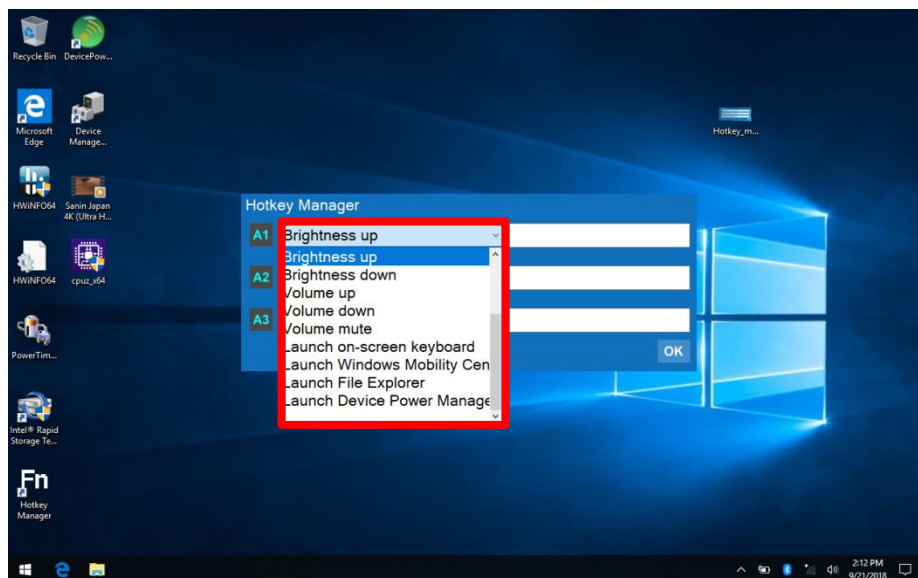 Recycle Bin
DevicePow...
Microsoft
Edge
Device
Manage...
Hotkey_m...
HWiNFO64
Sanin Japan
4K (Ultra H...
HWiNFO64
cpuz_x64
PowerTim...
Intel® Rapid
Storage Te...
Fn
Hotkey
Manager
Hotkey Manager
A1
Brightness up
Brightness up
A2
Brightness down
Volume up
Volume down
A3
Volume mute
Launch on-screen keyboard
Launch Windows Mobility Cen
Launch File Explorer
Launch Device Power Manage
OK
2:12 PM
9/21/2018